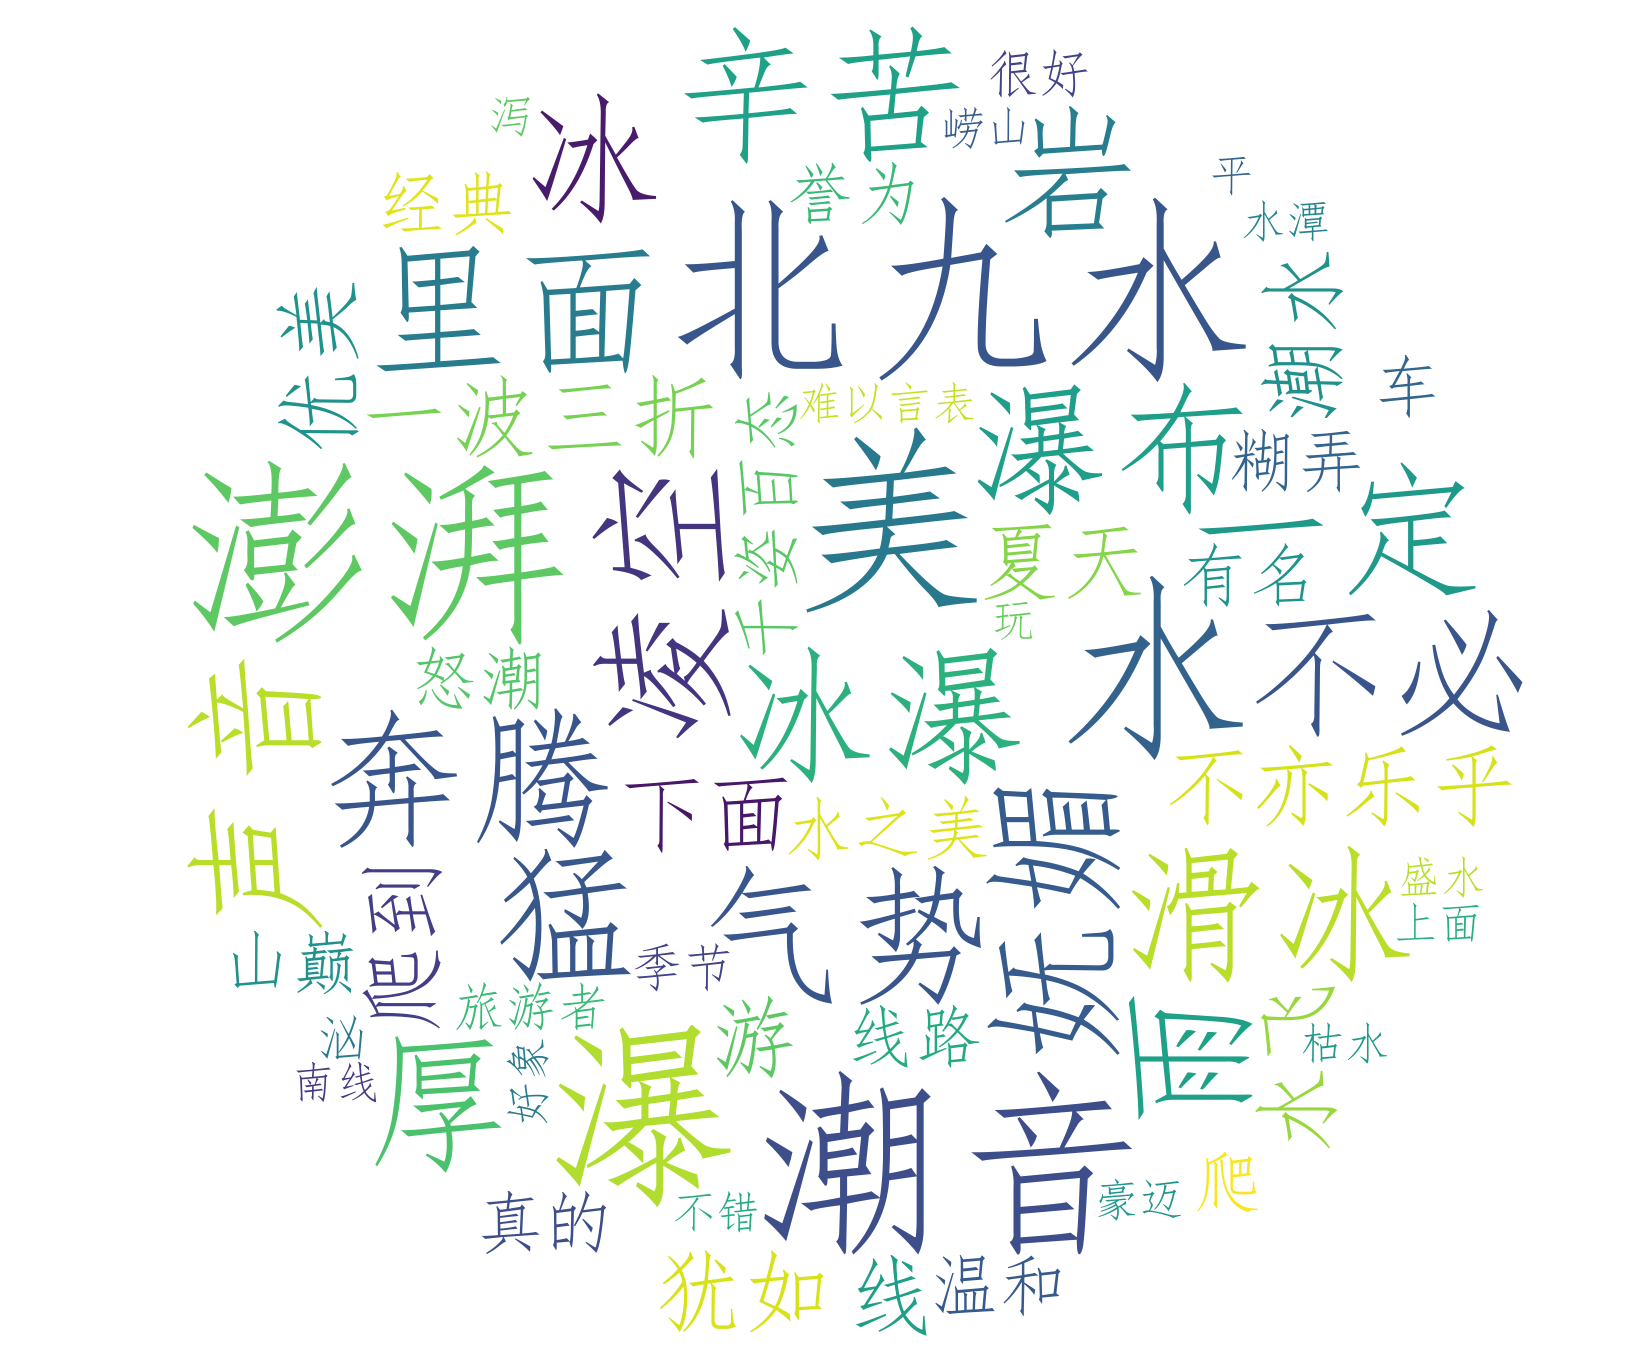 辛苦
很好
泻
冰
崂山
岩
经典
誉为
平
水潭
里面
北九水
优美
潮水
一波三折
难以言表
车
千姿百态
瀑布
糊弄
澎湃
凌空
美
一定
夏天
有名
玩
水
不必
怒潮
冰瀑
声音
奔腾
下面
水之美
不亦乐乎
妩媚
滑冰
爬到
猛
气势
盛水
上面
山巅
季节
旅游者
游
线路
雨
水飞
枯水
汹
南线
厚
好象
瀑
潮音
真的
不错
豪迈
爬
犹如
线
温和